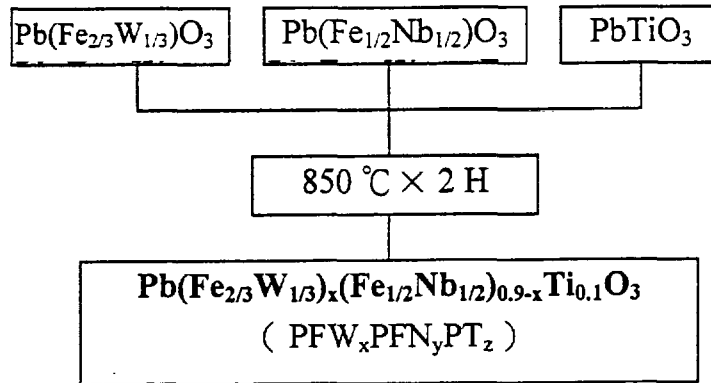 Pb(Fe₂/₃W₁/₃)O₃
Pb(Fe₁/₂Nb₁/₂)O₃
PbTiO₃
850 ℃ × 2 H
Pb(Fe₂/₃W₁/₃)ₓ(Fe₁/₂Nb₁/₂)₀.₉₋ₓTi₀.₁O₃
( PFWₓPFNᵧPT_z )